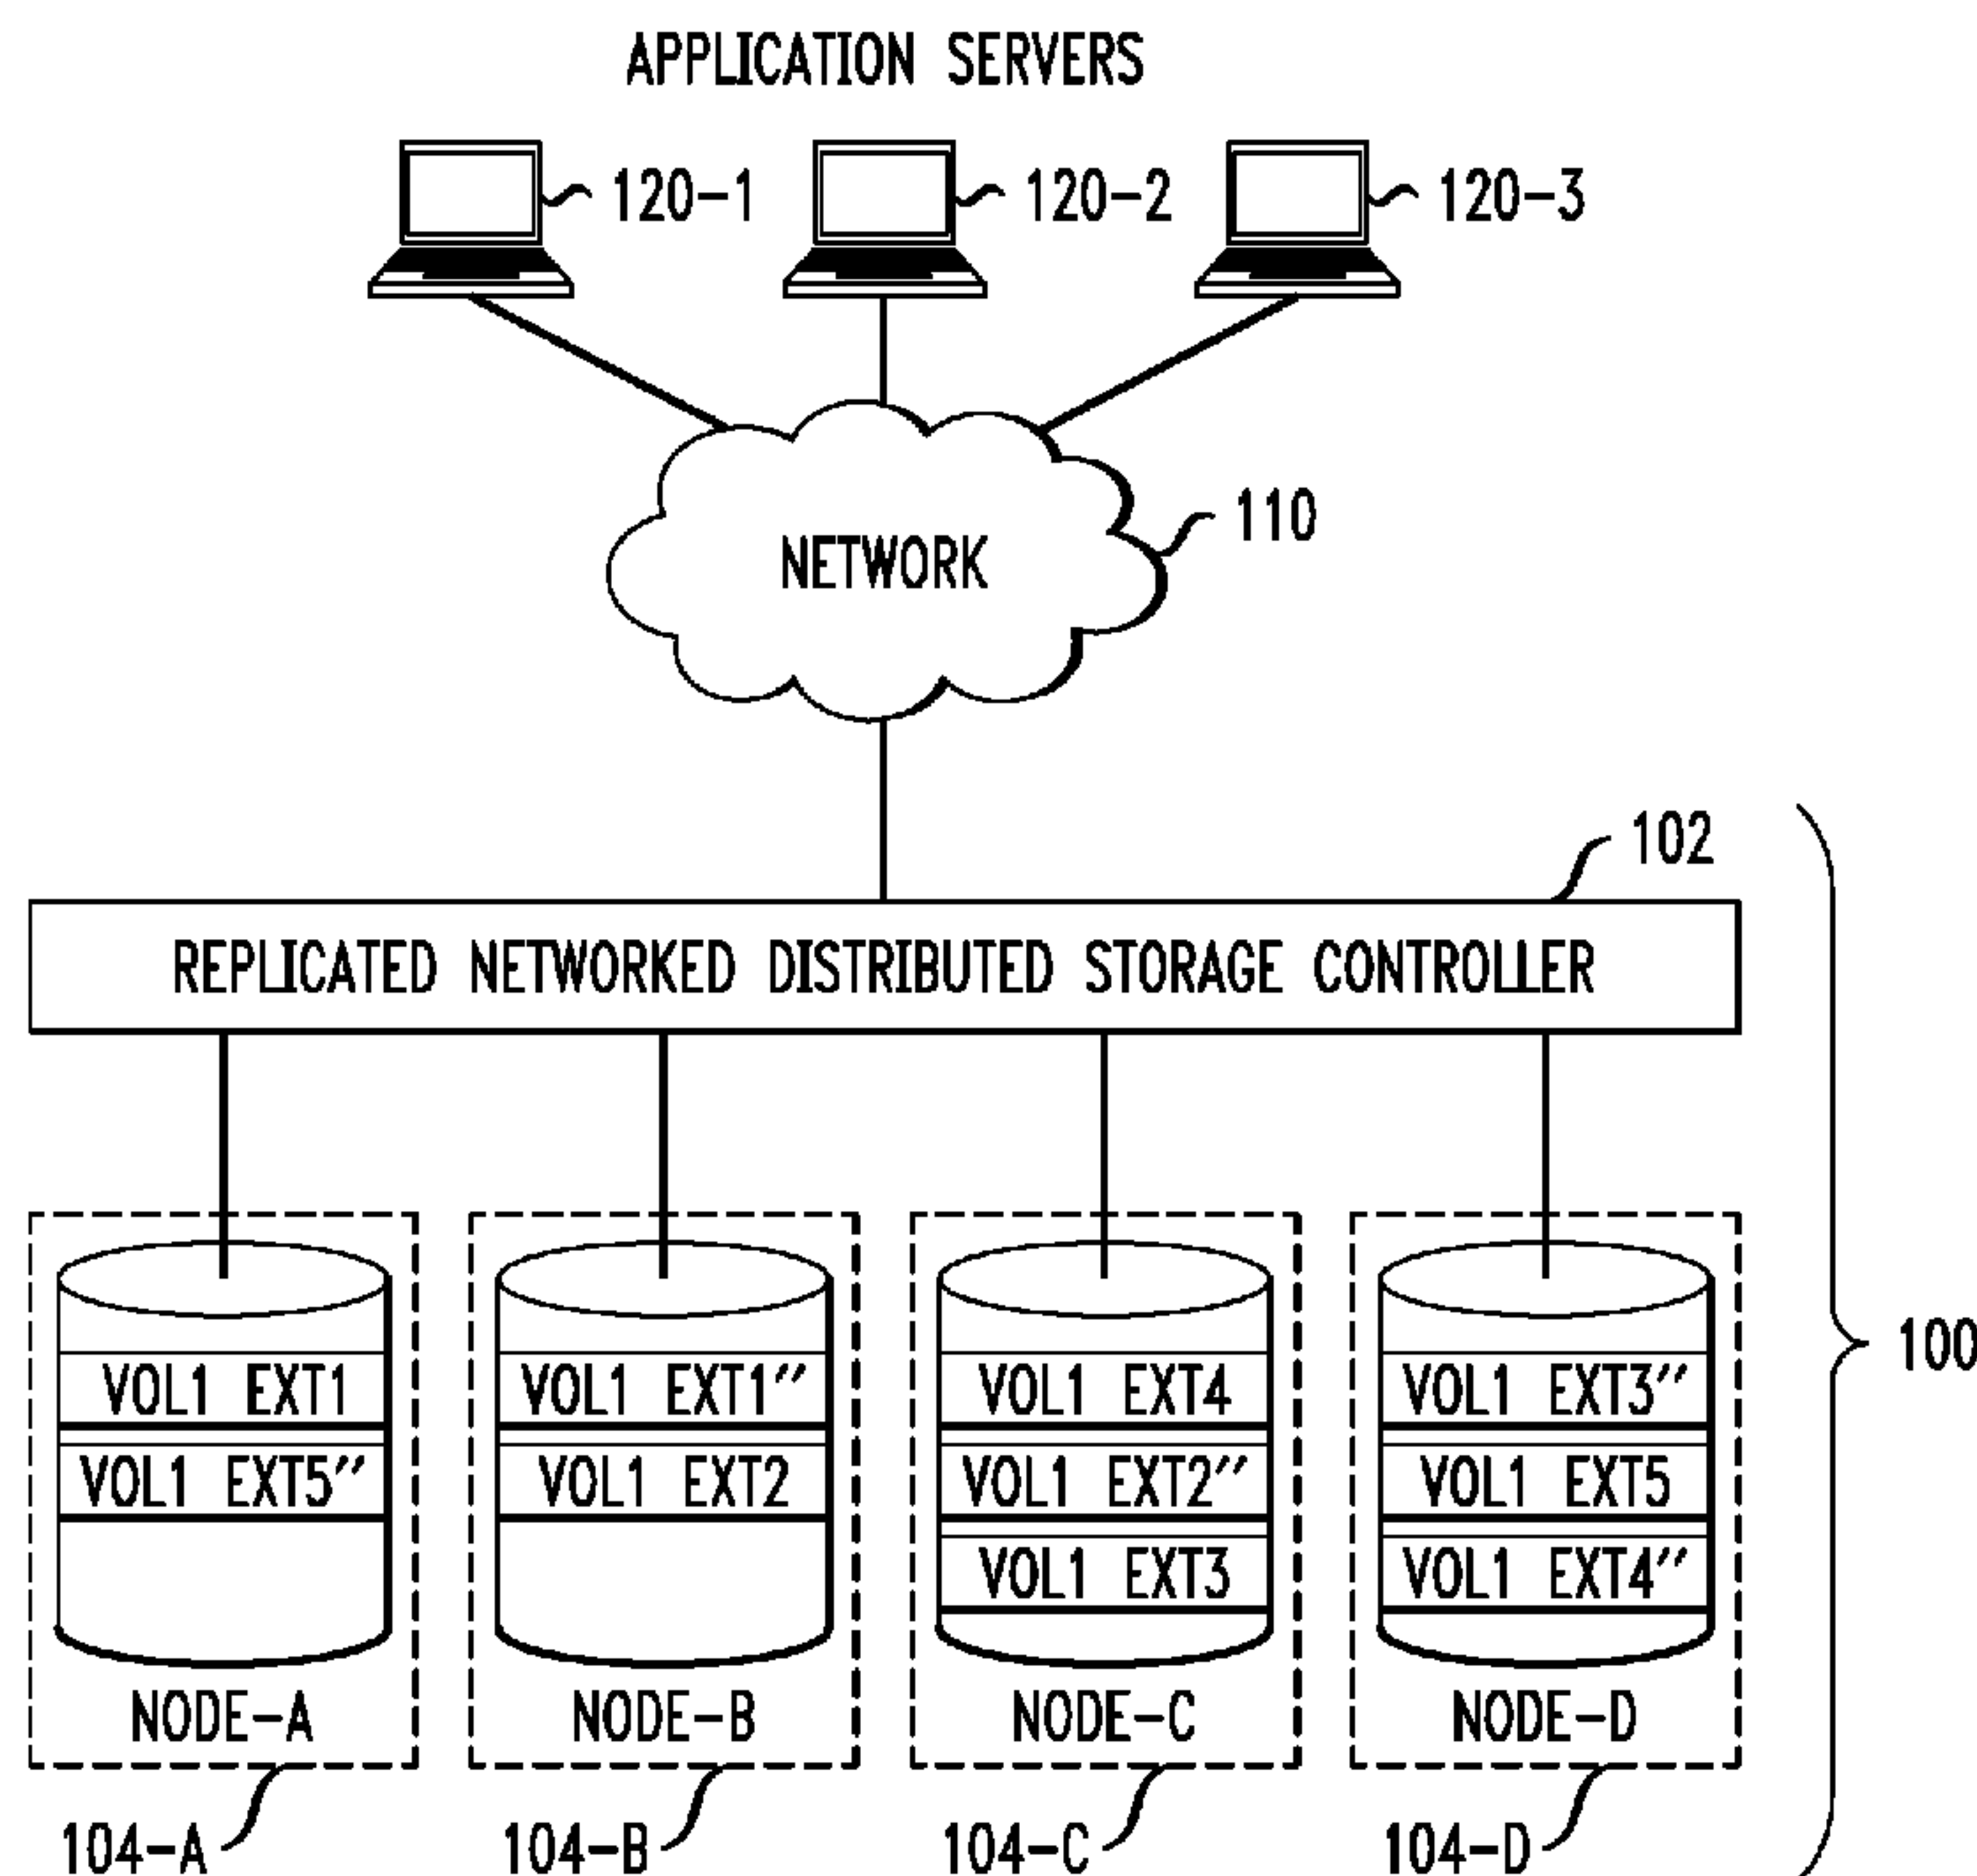 APPLICATION SERVERS
120-1 120-2 120-3
110
NETWORK
102
REPLICATED NETWORKED DISTRIBUTED STORAGE CONTROLLER
100
VOL1 EXT1 VOL1 EXT1″ VOL1 EXT4 VOL1 EXT3″
VOL1 EXT5″ VOL1 EXT2 VOL1 EXT2″ VOL1 EXT5
VOL1 EXT3 VOL1 EXT4″
NODE-A NODE-B NODE-C NODE-D
104-A 104-B 104-C 104-D